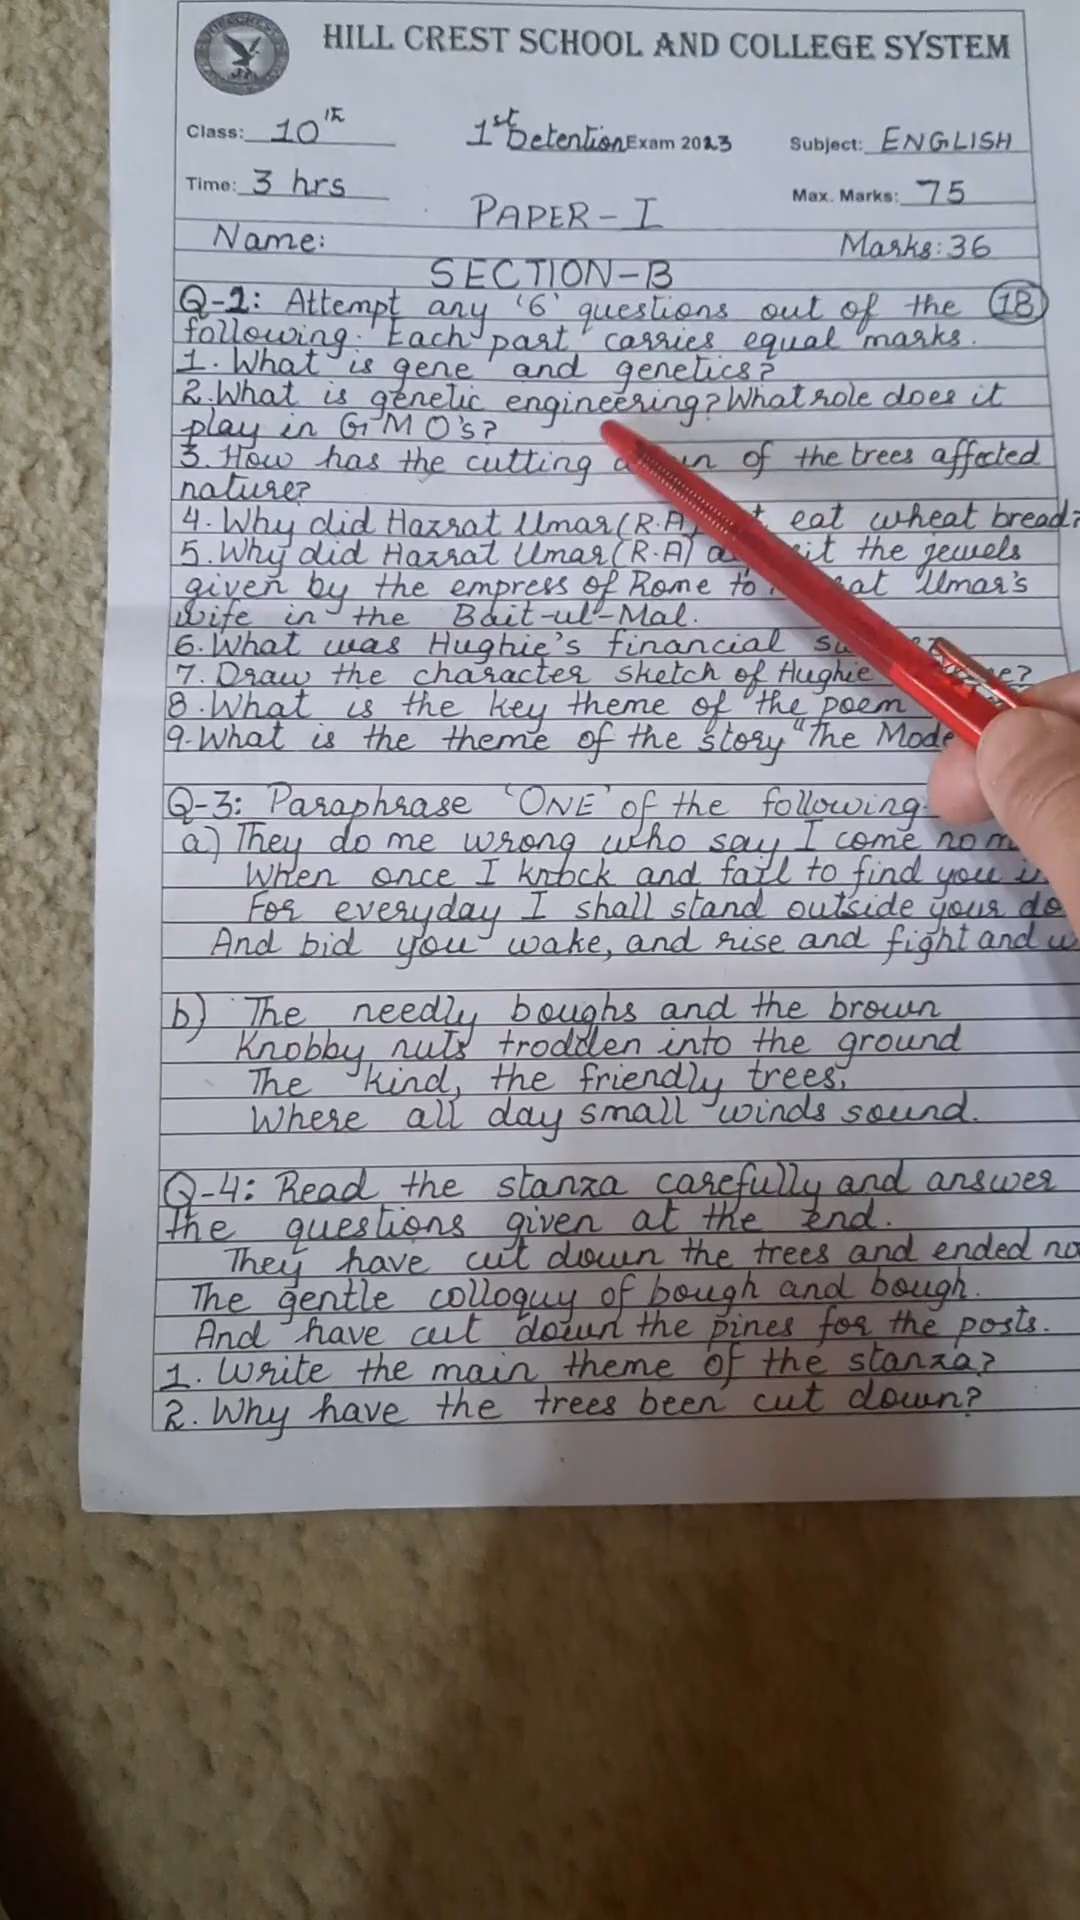 HILL CREST SCHOOL AND COLLEGE SYSTEM
Class: 10th 1st Detention Exam 2023 Subject: ENGLISH
Time: 3 hrs Max. Marks: 75
PAPER-I
Name: Marks: 36
SECTION-B
Q-2: Attempt any '6' questions out of the 18
following. Each part carries equal marks.
1. What is gene and genetics?
2. What is genetic engineering? What role does it
play in GMO's?
3. How has the cutting of the trees affected
nature?
4. Why did Hazrat Umar (R.A) eat wheat bread?
5. Why did Hazrat Umar (R.A) the jewels
given by the empress of Rome to Umar's
wife in the Bait-ul-Mal.
6. What was Hughie's financial
7. Draw the character sketch of Hughie
8. What is the key theme of the poem
9. What is the theme of the story "The
Q-3: Paraphrase 'ONE' of the following
a) They do me wrong who say I come no
When once I knock and fail to find you
For everyday I shall stand outside your
And bid you wake, and rise and fight and
b) The needly boughs and the brown
Knobby nuts trodden into the ground
The kind, the friendly trees,
Where all day small winds sound.
Q-4: Read the stanza carefully and answer
the questions given at the end.
They have cut down the trees and ended
The gentle colloquy of bough and bough.
And have cut down the pines for the posts.
1. Write the main theme of the stanza?
2. Why have the trees been cut down?